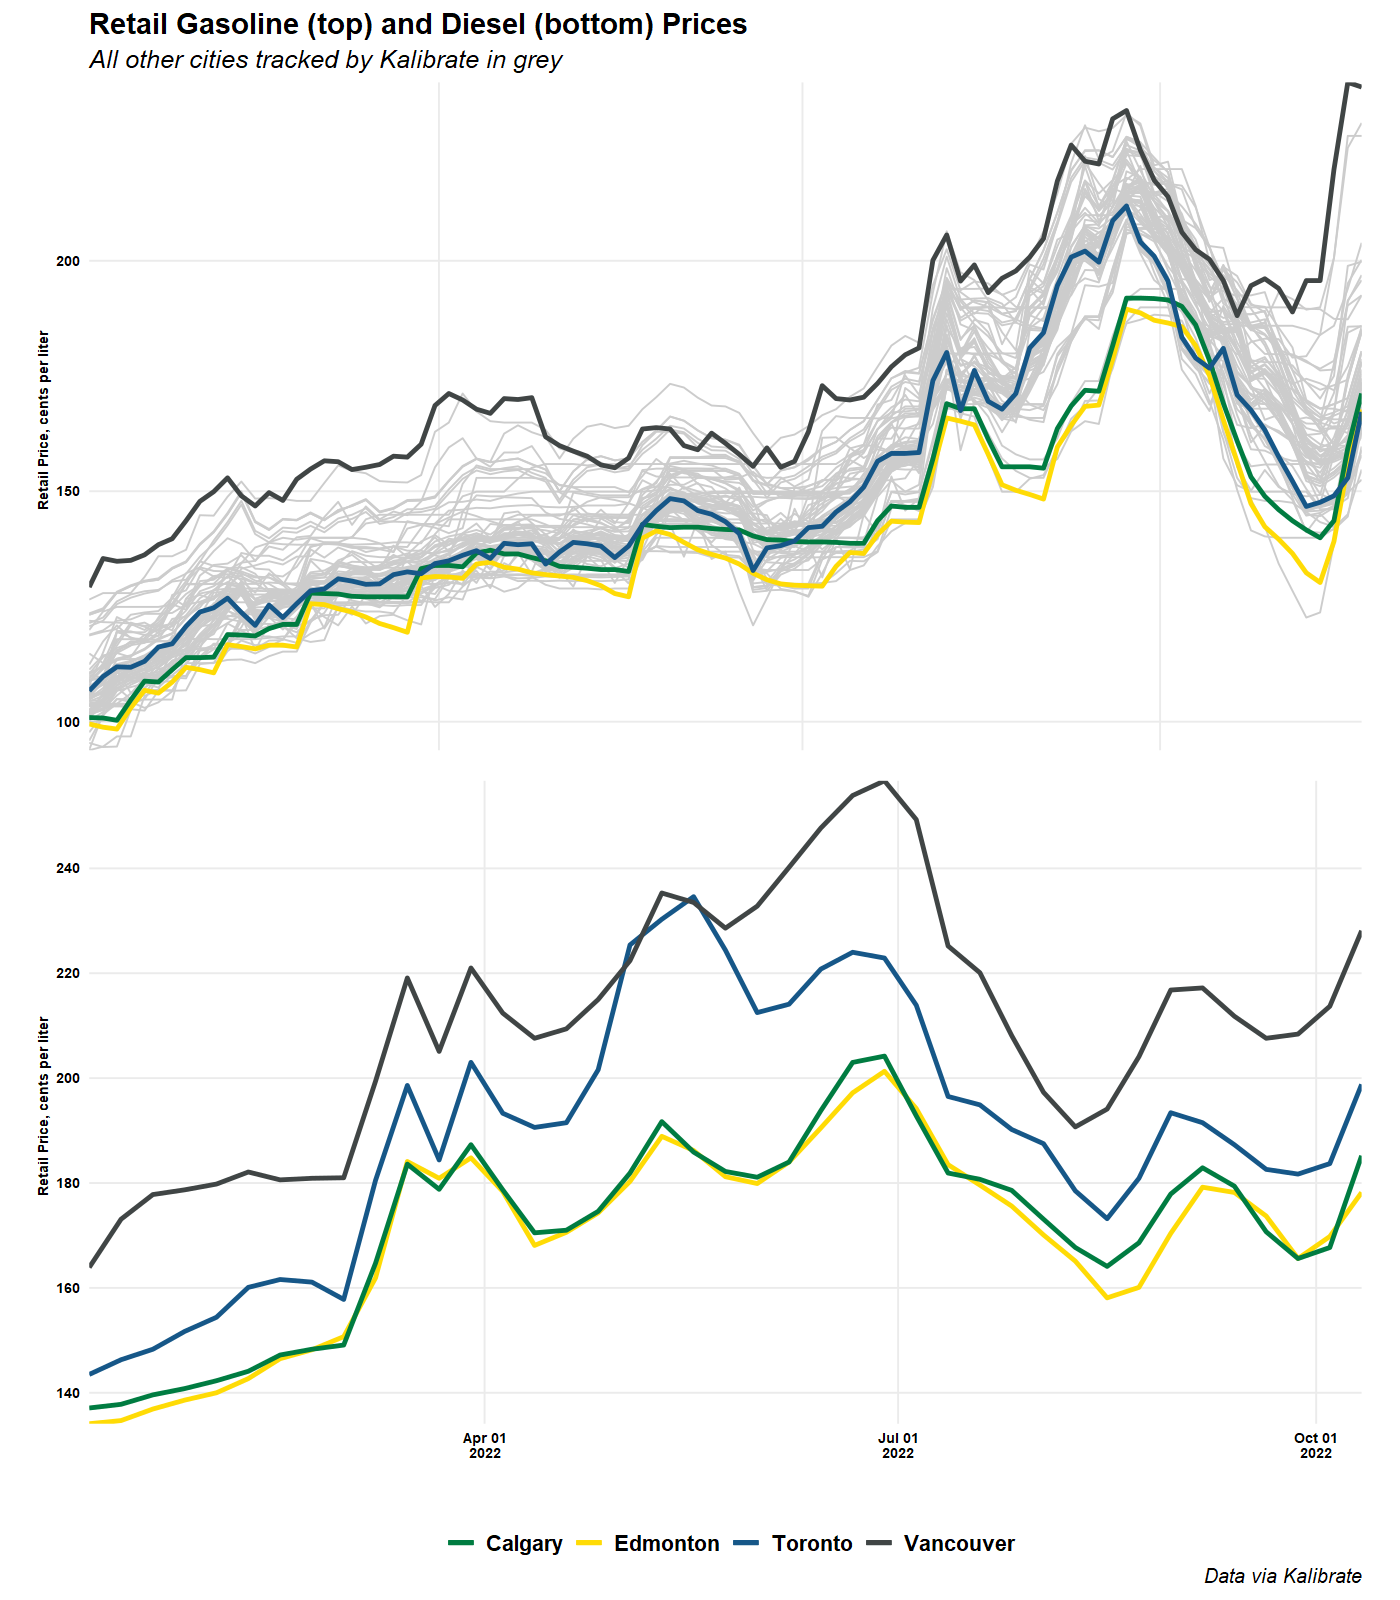 Retail Gasoline (top) and Diesel (bottom) Prices
All other cities tracked by Kalibrate in grey
Retail Price, cents per liter
200
150
100
Retail Price, cents per liter
240
220
200
180
160
140
Apr 01
2022
Jul 01
2022
Oct 01
2022
Calgary Edmonton Toronto Vancouver
Data via Kalibrate